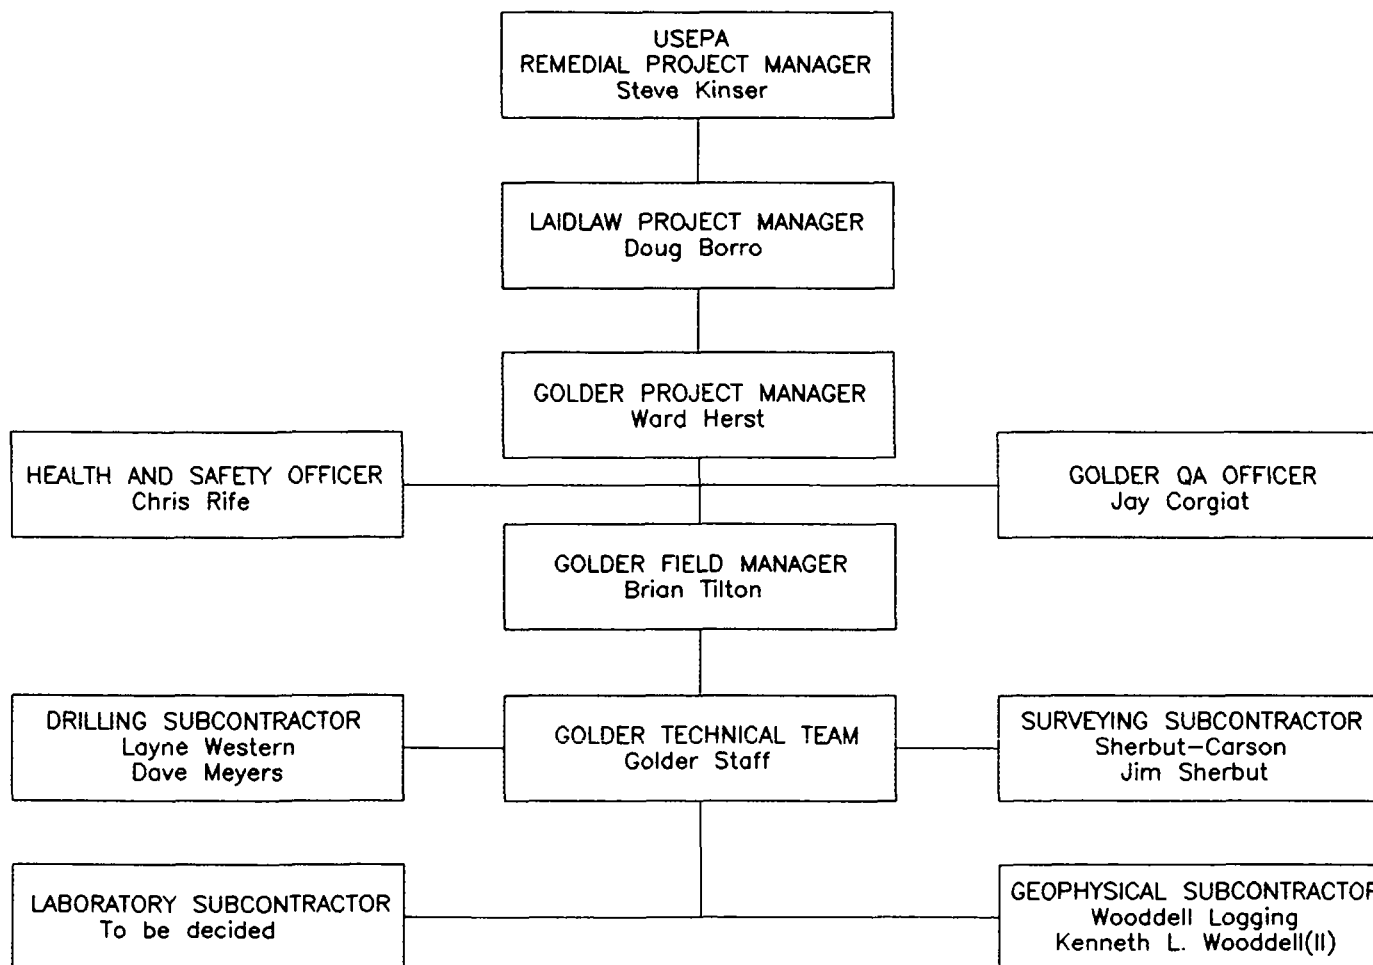 USEPA
REMEDIAL PROJECT MANAGER
Steve Kinser
LAIDLAW PROJECT MANAGER
Doug Borro
GOLDER PROJECT MANAGER
Ward Herst
HEALTH AND SAFETY OFFICER
Chris Rife
GOLDER QA OFFICER
Jay Corgiat
GOLDER FIELD MANAGER
Brian Tilton
DRILLING SUBCONTRACTOR
Layne Western
Dave Meyers
GOLDER TECHNICAL TEAM
Golder Staff
SURVEYING SUBCONTRACTOR
Sherbut-Carson
Jim Sherbut
LABORATORY SUBCONTRACTOR
To be decided
GEOPHYSICAL SUBCONTRACTOR
Wooddell Logging
Kenneth L. Wooddell(II)